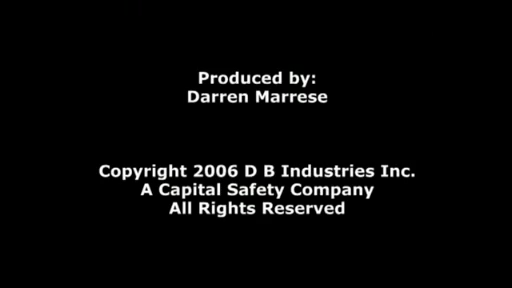 Produced by:
Darren Marrese
Copyright 2006 D B Industries Inc.
A Capital Safety Company
All Rights Reserved